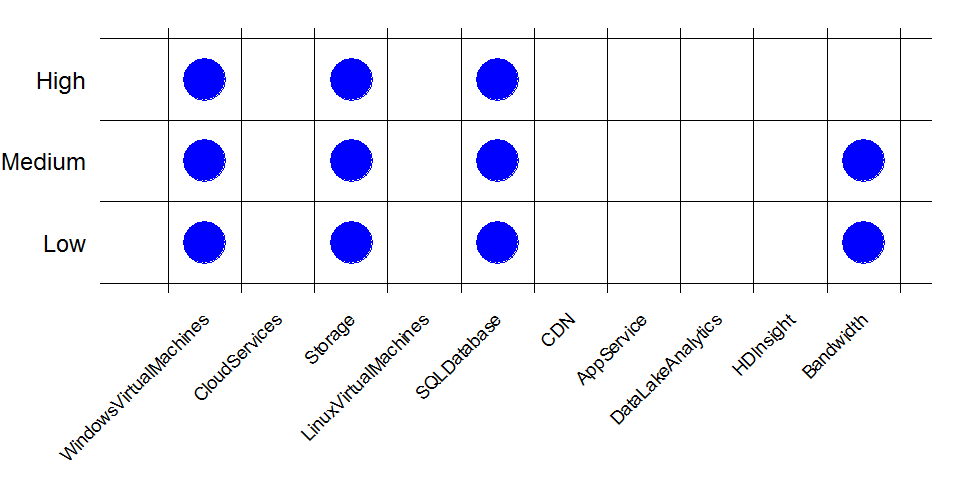 High
Medium
Low
WindowsVirtualMachines
CloudServices
Storage
LinuxVirtualMachines
SQLDatabase
CDN
AppService
DataLakeAnalytics
HDInsight
Bandwidth